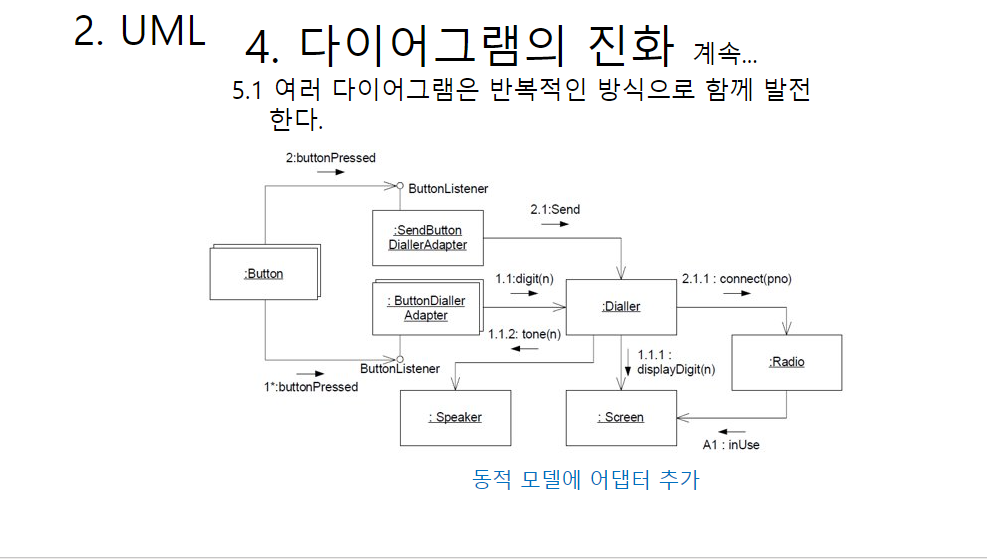 2. UML
4. 다이어그램의 진화 계속...
5.1 여러 다이어그램은 반복적인 방식으로 함께 발전
한다.
2:buttonPressed
ButtonListener
:SendButton
DiallerAdapter
2.1:Send
:Button
: ButtonDialler
Adapter
1.1:digit(n)
:Dialler
2.1.1 : connect(pno)
1.1.2: tone(n)
ButtonListener
1*:buttonPressed
1.1.1 :
displayDigit(n)
:Radio
: Speaker
: Screen
A1 : inUse
동적 모델에 어댑터 추가